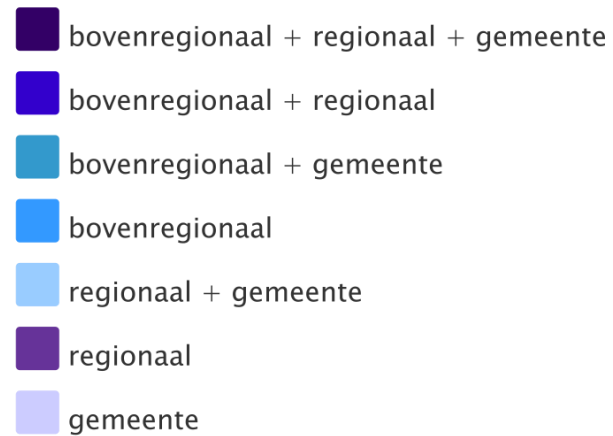 bovenregionaal + regionaal + gemeente
bovenregionaal + regionaal
bovenregionaal + gemeente
bovenregionaal
regionaal + gemeente
regionaal
gemeente